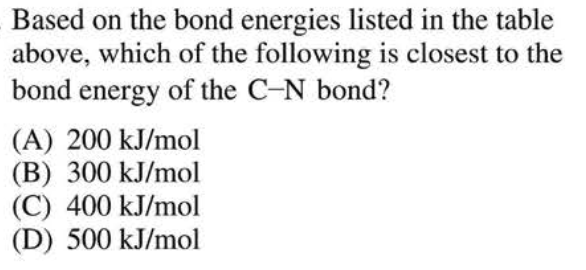 Based on the bond energies listed in the table
above, which of the following is closest to the
bond energy of the C–N bond?
(A) 200 kJ/mol
(B) 300 kJ/mol
(C) 400 kJ/mol
(D) 500 kJ/mol